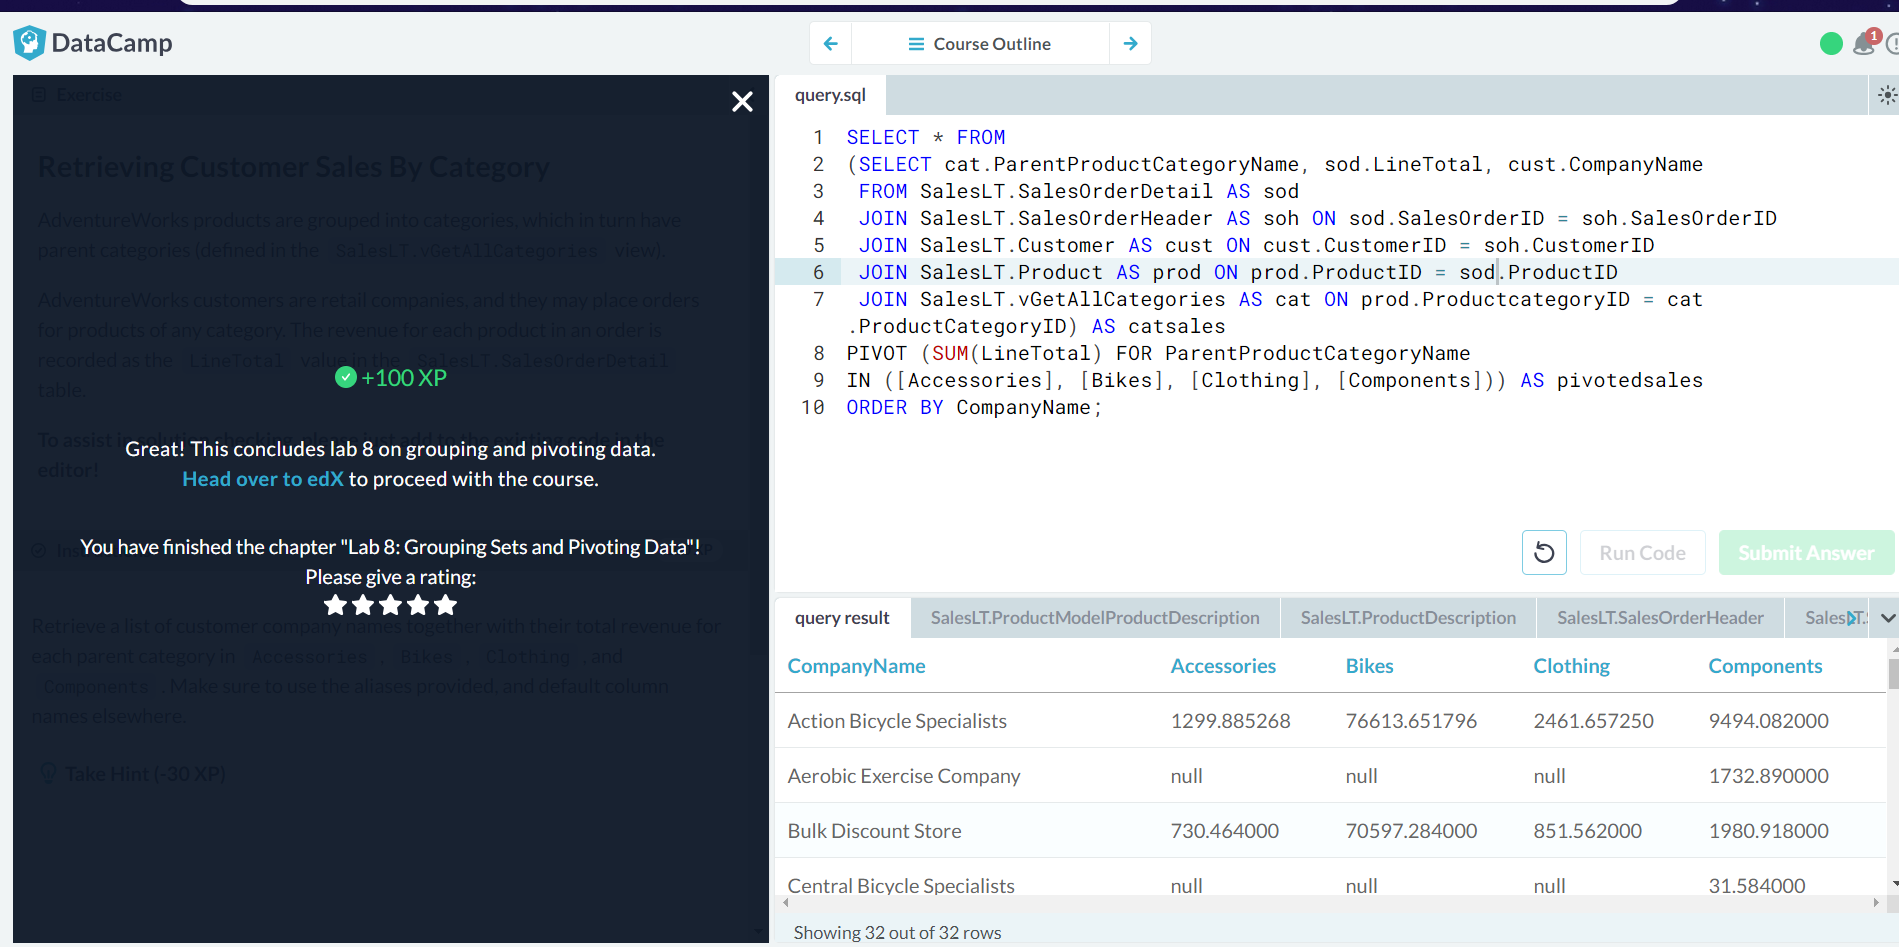 DataCamp
Course Outline
1
Exercise
Retrieving Customer Sales By Category
AdventureWorks products are grouped into categories, which in turn have
parent categories (defined in the SalesLT.vGetAllCategories view).
AdventureWorks customers are retail companies, and they may place orders
for products of any category. The revenue for each product in an order is
recorded as the LineTotal value in the SalesLT.SalesOrderDetail
table.
+100 XP
To assist in solution checking, please just add to the existing code in the
editor!
Great! This concludes lab 8 on grouping and pivoting data.
Head over to edX to proceed with the course.
You have finished the chapter "Lab 8: Grouping Sets and Pivoting Data"!
Please give a rating:
Retrieve a list of customer company names together with their total revenue for
each parent category in Accessories , Bikes , Clothing , and
Components . Make sure to use the aliases provided, and default column
names elsewhere.
Take Hint (-30 XP)
query.sql
1 SELECT * FROM
2 (SELECT cat.ParentProductCategoryName, sod.LineTotal, cust.CompanyName
3 FROM SalesLT.SalesOrderDetail AS sod
4 JOIN SalesLT.SalesOrderHeader AS soh ON sod.SalesOrderID = soh.SalesOrderID
5 JOIN SalesLT.Customer AS cust ON cust.CustomerID = soh.CustomerID
6 JOIN SalesLT.Product AS prod ON prod.ProductID = sod.ProductID
7 JOIN SalesLT.vGetAllCategories AS cat ON prod.ProductcategoryID = cat
.ProductCategoryID) AS catsales
8 PIVOT (SUM(LineTotal) FOR ParentProductCategoryName
9 IN ([Accessories], [Bikes], [Clothing], [Components])) AS pivotedsales
10 ORDER BY CompanyName;
Run Code
Submit Answer
query result SalesLT.ProductModelProductDescription SalesLT.ProductDescription SalesLT.SalesOrderHeader
CompanyName Accessories Bikes Clothing Components
Action Bicycle Specialists 1299.885268 76613.651796 2461.657250 9494.082000
Aerobic Exercise Company null null null 1732.890000
Bulk Discount Store 730.464000 70597.284000 851.562000 1980.918000
Central Bicycle Specialists null null null 31.584000
Showing 32 out of 32 rows